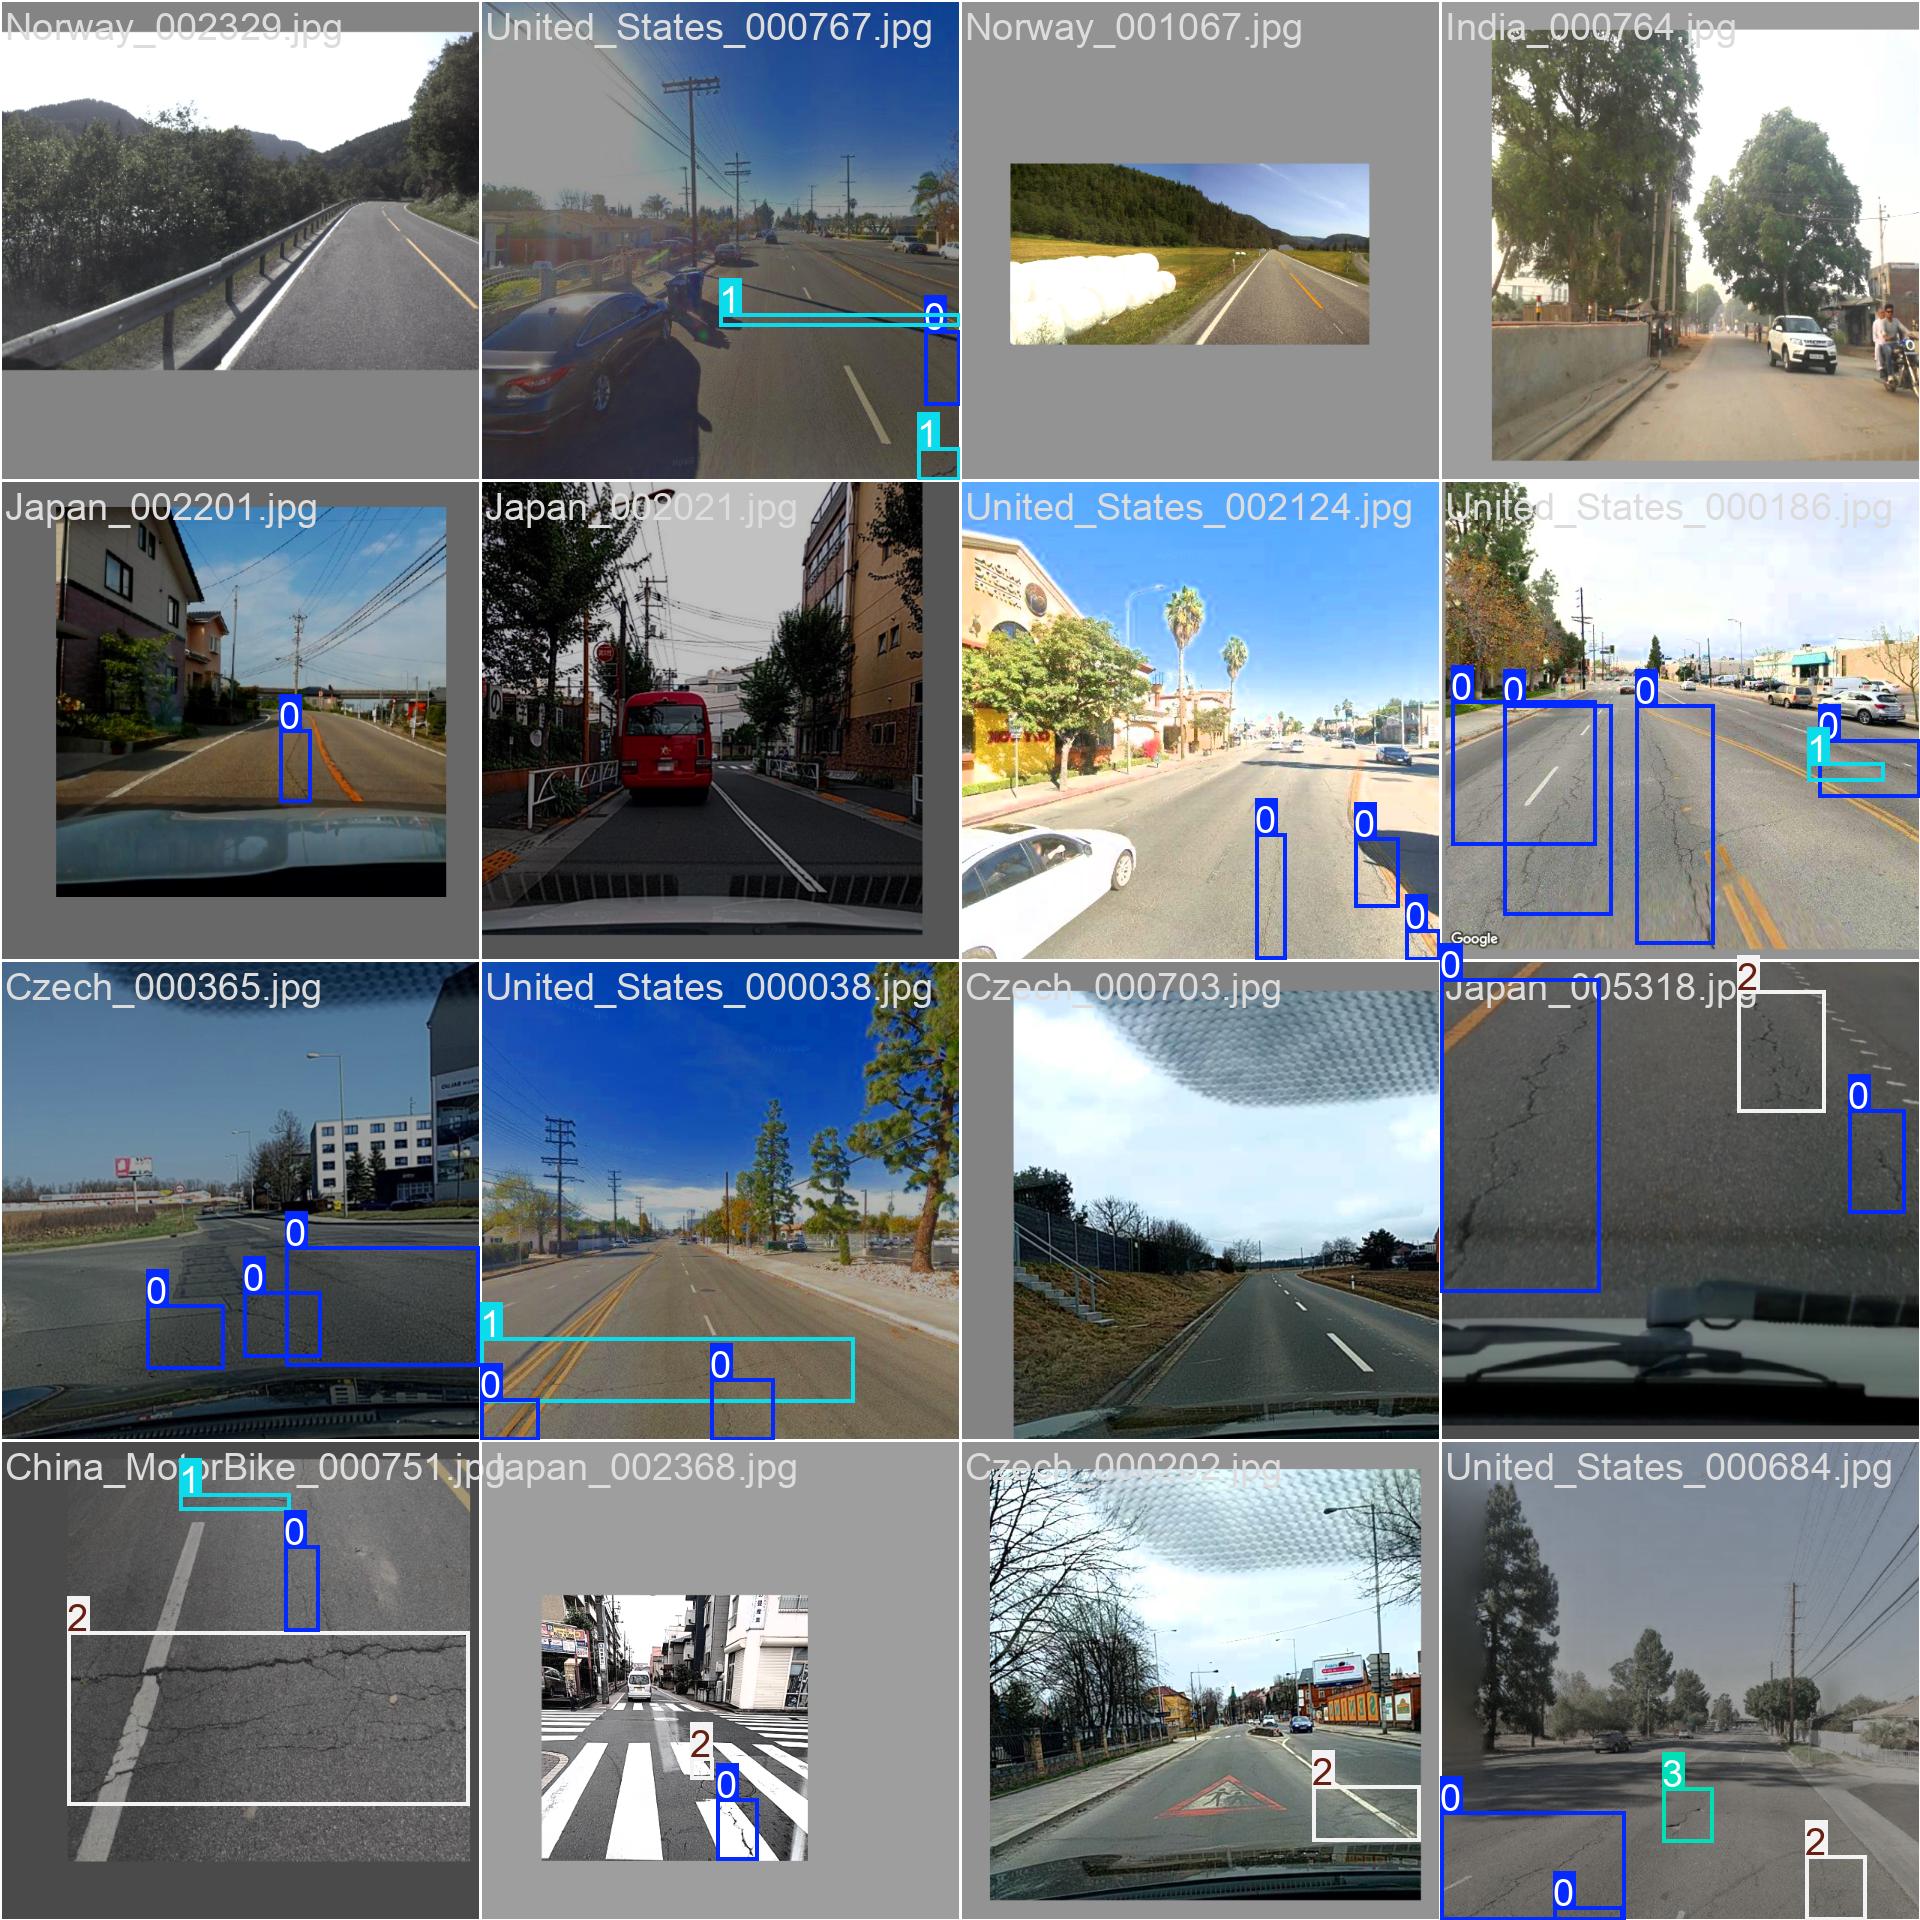 Norway_002329.jpg
United_States_000767.jpg
1
0
1
Norway_001067.jpg
India_000764.jpg
0
Japan_002201.jpg
0
Japan_002021.jpg
United_States_002124.jpg
0
0
0
United_States_000186.jpg
0
0
0
0
1
Google
Czech_000365.jpg
0
0
0
United_States_000038.jpg
1
0
0
Czech_000703.jpg
0
Japan_005318.jpg
2
0
China_MotorBike_000751.jpg
1
0
2
Japan_002368.jpg
2
0
Czech_000202.jpg
2
United_States_000684.jpg
3
0
2
0